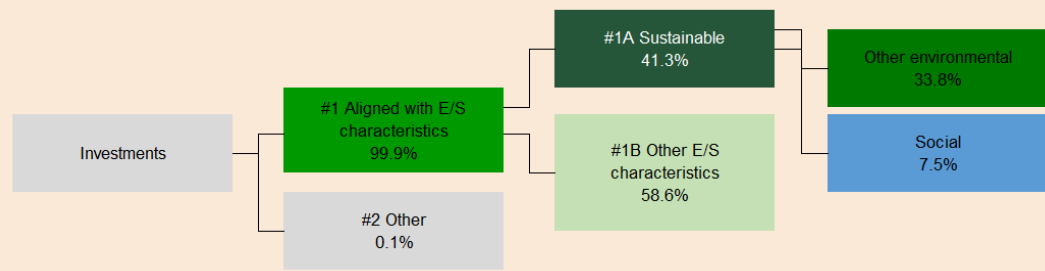 Investments
#1 Aligned with E/S
characteristics
99.9%
#2 Other
0.1%
#1A Sustainable
41.3%
#1B Other E/S
characteristics
58.6%
Other environmental
33.8%
Social
7.5%